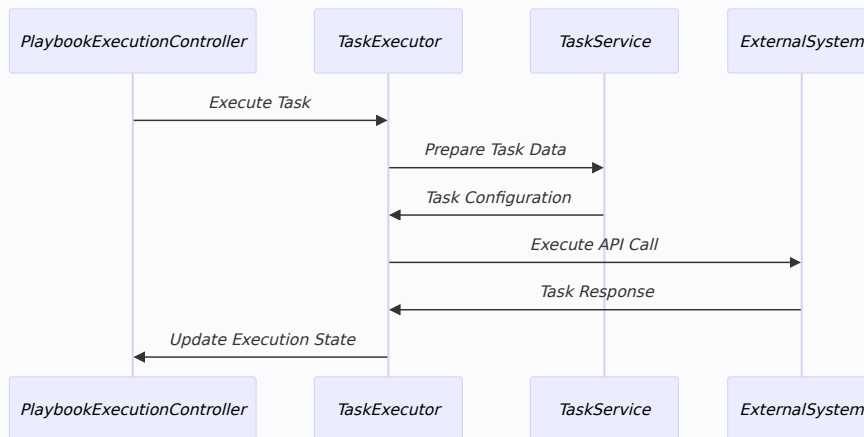 PlaybookExecutionController TaskExecutor TaskService ExternalSystem
Execute Task
Prepare Task Data
Task Configuration
Execute API Call
Task Response
Update Execution State
PlaybookExecutionController TaskExecutor TaskService ExternalSystem